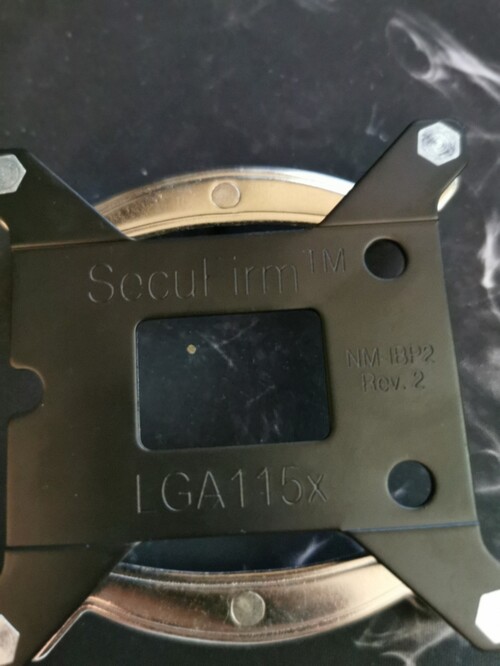 SecuFirm™
NM-IBP2
Rev. 2
LGA115x